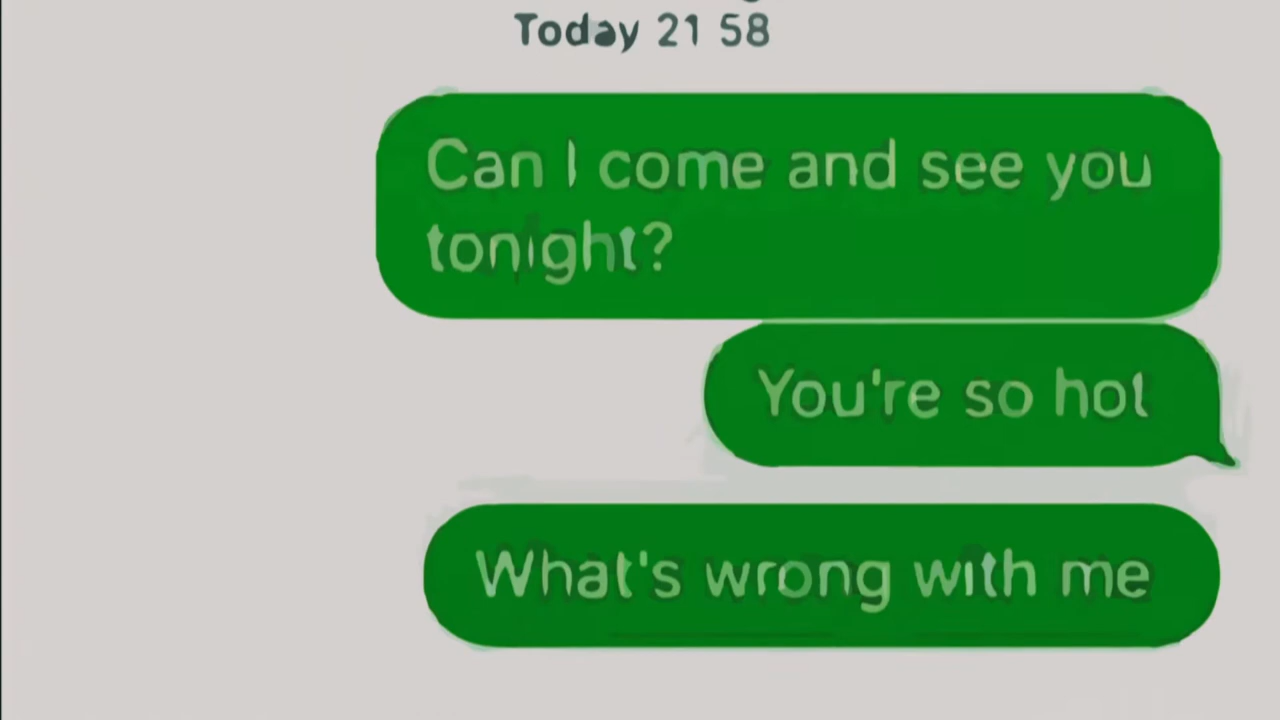 Today 21 58
Can I come and see you
tonight?
You're so hot
What's wrong with me